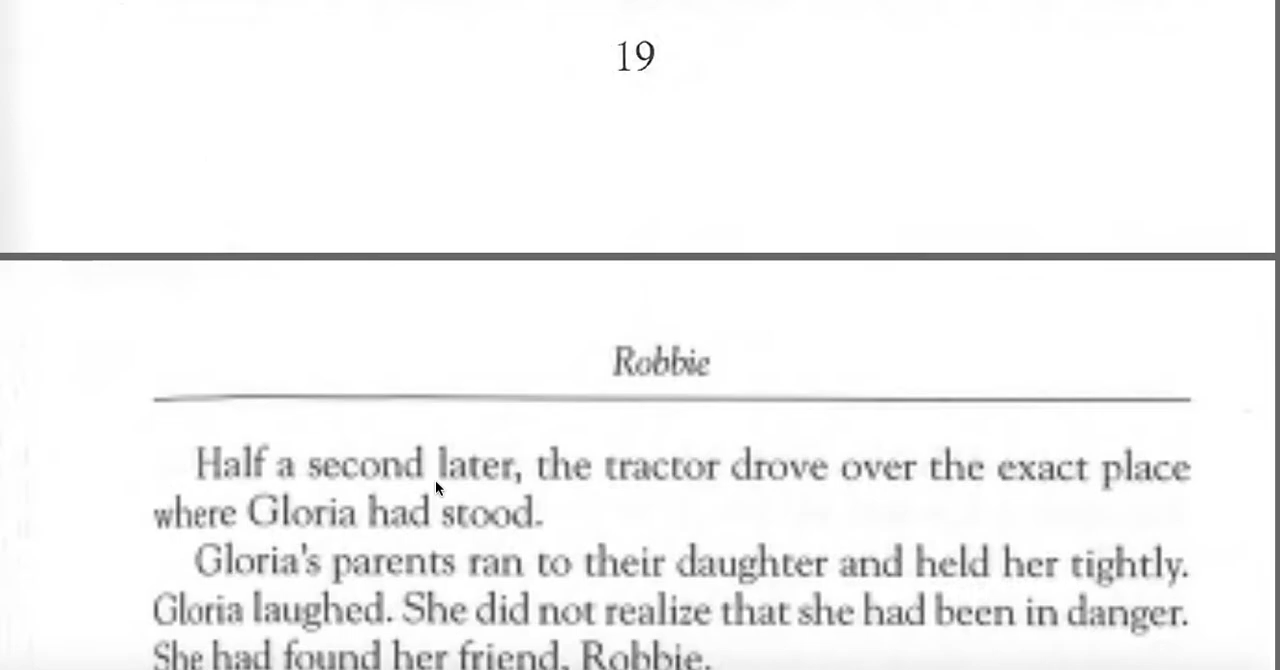 19
Robbie
Half a second later, the tractor drove over the exact place
where Gloria had stood.
Gloria's parents ran to their daughter and held her tightly.
Gloria laughed. She did not realize that she had been in danger.
She had found her friend, Robbie.